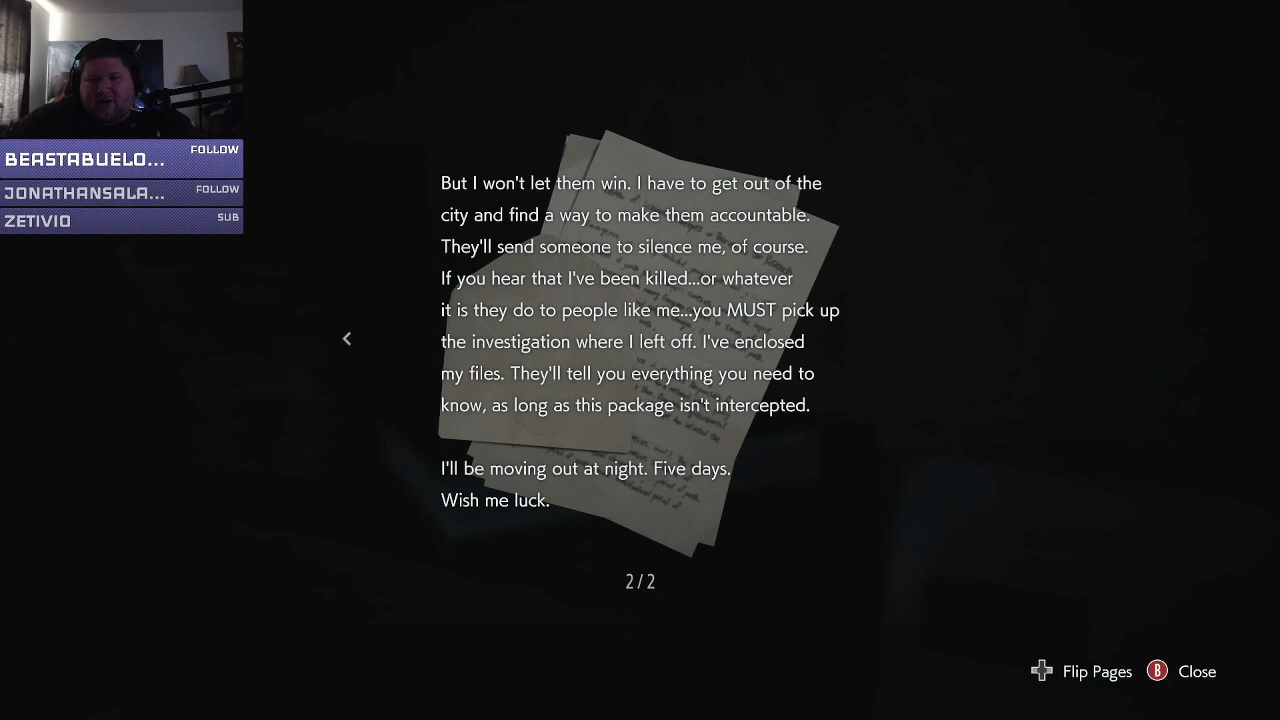 BEASTABUELO... FOLLOW
JONATHANSALA... FOLLOW
ZETIVIO SUB
But I won't let them win. I have to get out of the
city and find a way to make them accountable.
They'll send someone to silence me, of course.
If you hear that I've been killed...or whatever
it is they do to people like me...you MUST pick up
the investigation where I left off. I've enclosed
my files. They'll tell you everything you need to
know, as long as this package isn't intercepted.
I'll be moving out at night. Five days.
Wish me luck.
2/2
Flip Pages B Close